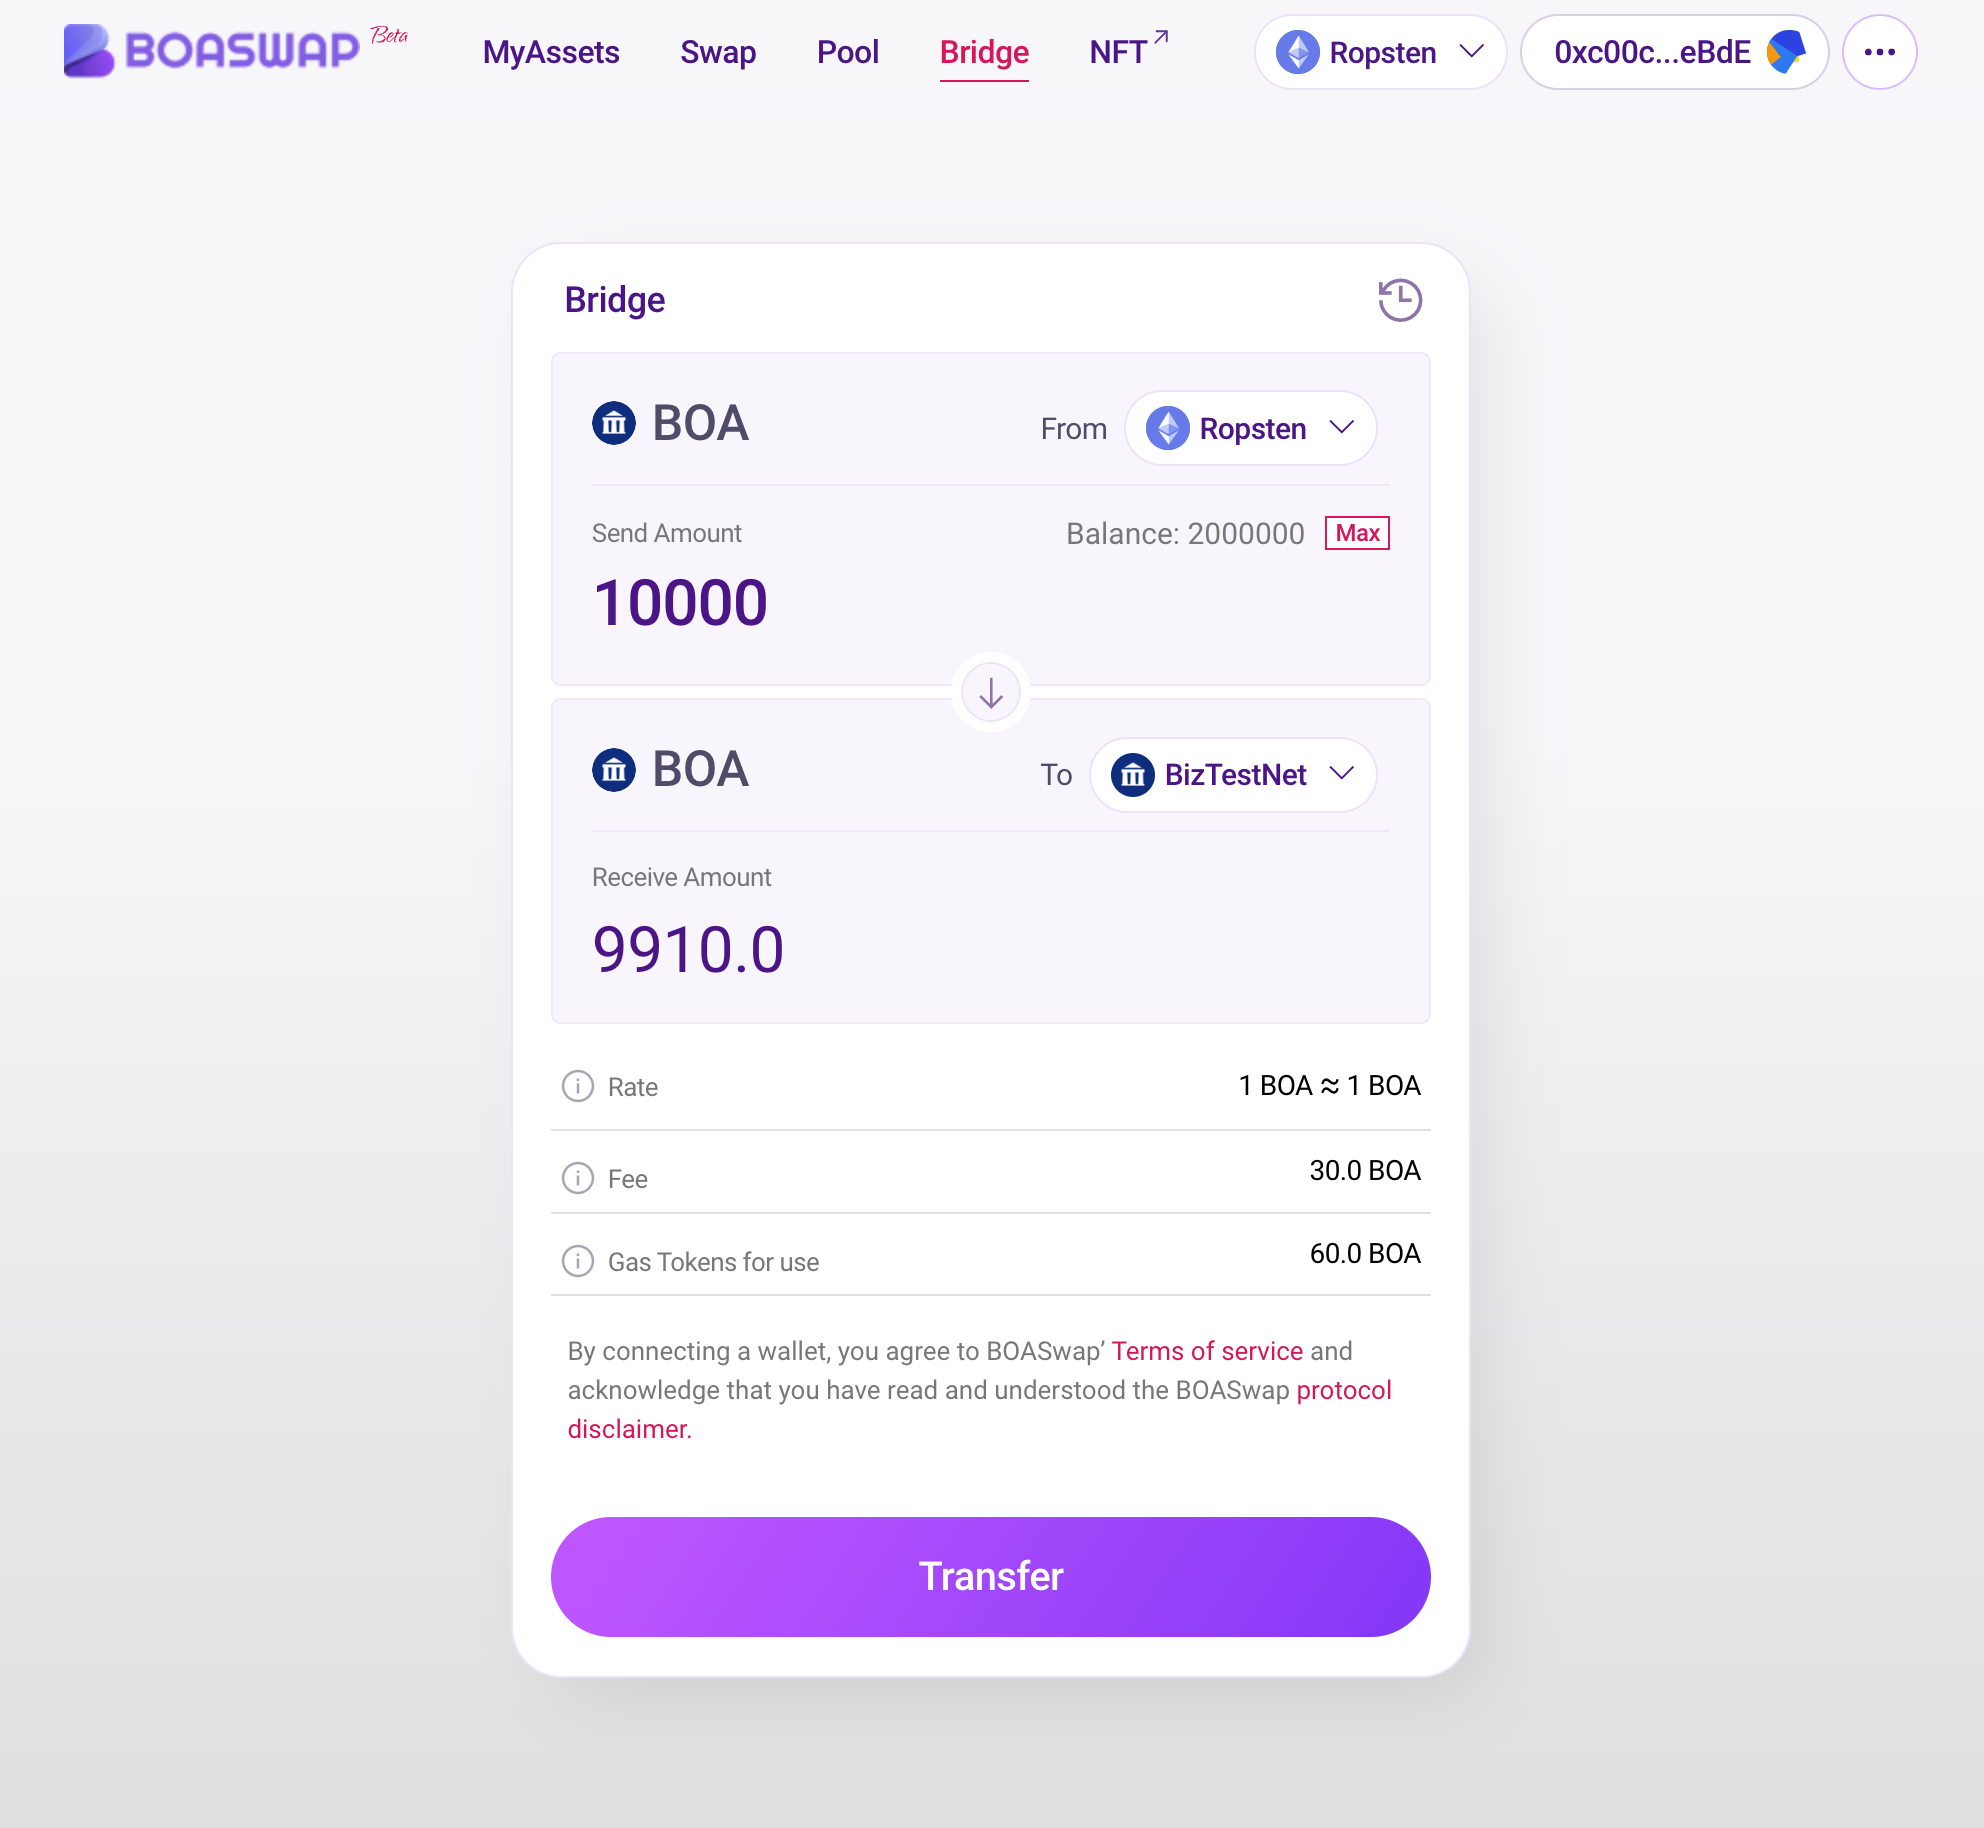 BOASWAP Beta MyAssets Swap Pool Bridge NFT Ropsten 0xc00c...eBdE
Bridge
BOA From Ropsten
Send Amount Balance: 2000000 Max
10000
BOA To BizTestNet
Receive Amount
9910.0
Rate 1 BOA ≈ 1 BOA
Fee 30.0 BOA
Gas Tokens for use 60.0 BOA
By connecting a wallet, you agree to BOASwap’ Terms of service and
acknowledge that you have read and understood the BOASwap protocol
disclaimer.
Transfer